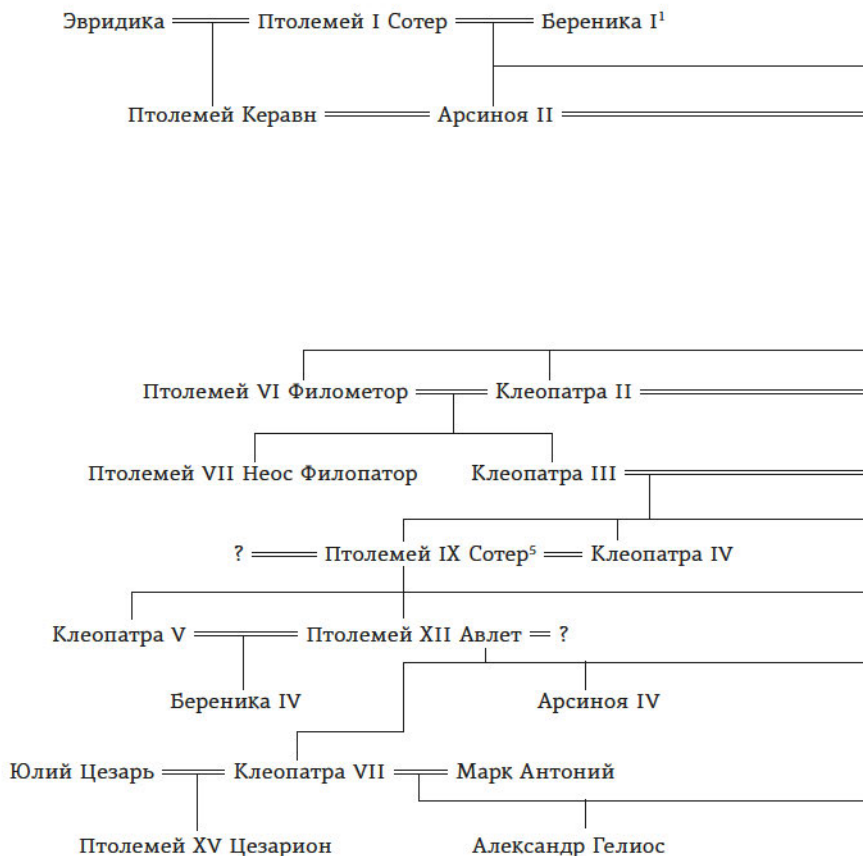 Эвридика Птолемей I Сотер Береника I¹
Птолемей Керавн Арсиноя II
Птолемей VI Филометор Клеопатра II
Птолемей VII Неос Филопатор Клеопатра III
? Птолемей IX Сотер⁵ Клеопатра IV
Клеопатра V Птолемей XII Авлет ?
Береника IV Арсиноя IV
Юлий Цезарь Клеопатра VII Марк Антоний
Птолемей XV Цезарион Александр Гелиос